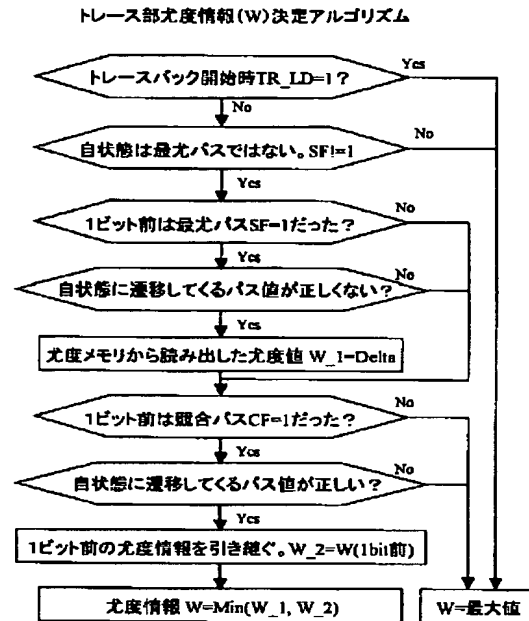 トレース部尤度情報(W)決定アルゴリズム
トレースバック開始時TR_LD=1?
Yes
No
自状態は最尤パスではない。SF!=1
No
Yes
1ビット前は最尤パスSF=1だった?
No
Yes
自状態に遷移してくるパス値が正しくない?
No
Yes
尤度メモリから読み出した尤度値 W_1=Delta
1ビット前は競合パスCF=1だった?
No
Yes
自状態に遷移してくるパス値が正しい?
No
Yes
1ビット前の尤度情報を引き継ぐ。W_2=W(1bit前)
尤度情報 W=Min(W_1, W_2)
W=最大値